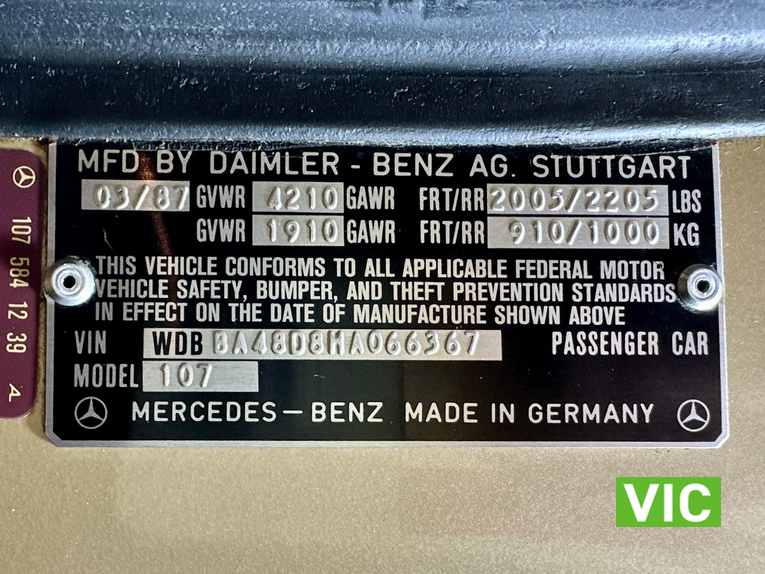 MFD BY DAIMLER - BENZ AG. STUTTGART
03/87 GVWR 4210 GAWR FRT/RR 2005/2205 LBS
GVWR 1910 GAWR FRT/RR 910/1000 KG
THIS VEHICLE CONFORMS TO ALL APPLICABLE FEDERAL MOTOR
VEHICLE SAFETY, BUMPER, AND THEFT PREVENTION STANDARDS
IN EFFECT ON THE DATE OF MANUFACTURE SHOWN ABOVE
VIN WDB BA48D8HA066367 PASSENGER CAR
MODEL 107
MERCEDES - BENZ MADE IN GERMANY
107 584 12 39 A
VIC